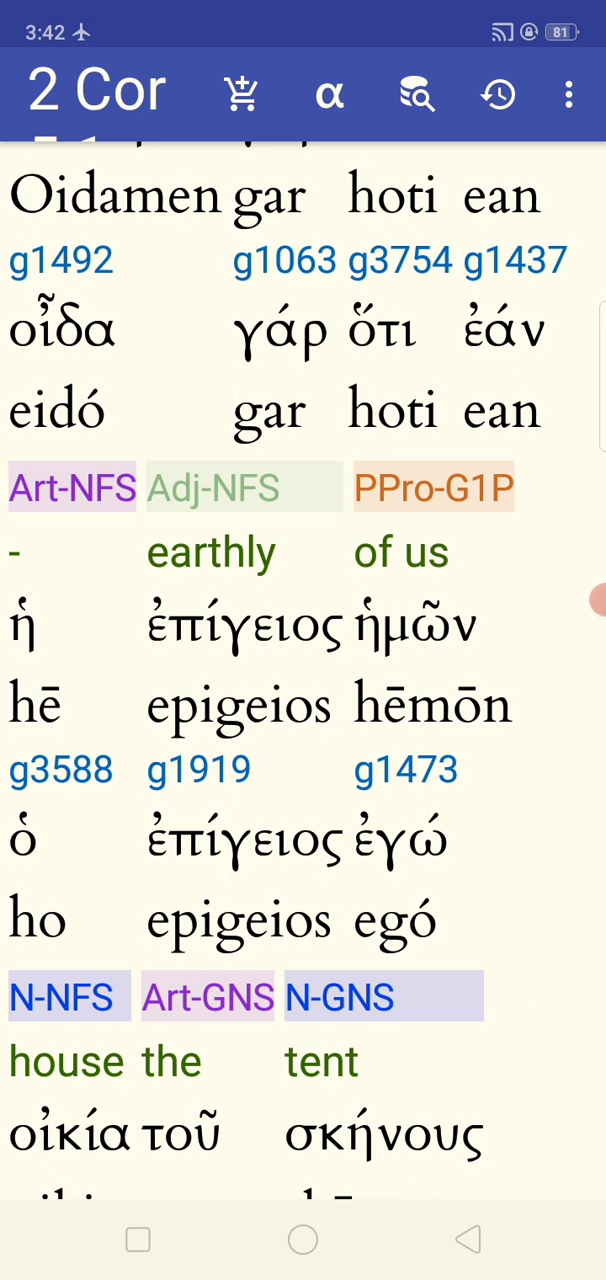 3:42 81
2 Cor α
Oidamen gar hoti ean
g1492 g1063 g3754 g1437
οἶδα γάρ ὅτι ἐάν
eidó gar hoti ean
Art-NFS Adj-NFS PPro-G1P
- earthly of us
ἡ ἐπίγειος ἡμῶν
hē epigeios hēmōn
g3588 g1919 g1473
ὁ ἐπίγειος ἐγώ
ho epigeios egó
N-NFS Art-GNS N-GNS
house the tent
οἰκία τοῦ σκήνους